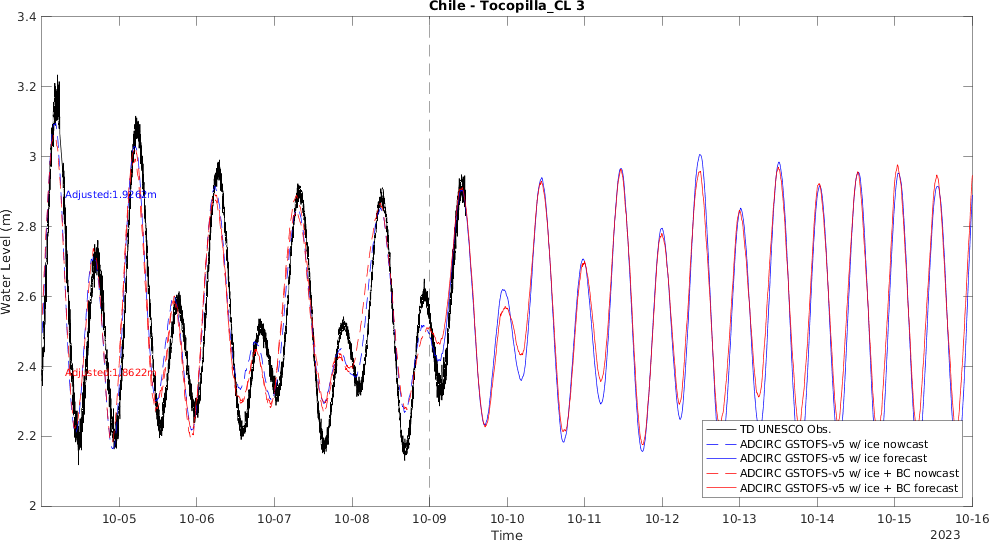 Chile - Tocopilla_CL 3
3.4
3.2
3
2.8
2.6
2.4
2.2
2
Water Level (m)
Adjusted:1.9262m
Adjusted:1.8622m
TD UNESCO Obs.
ADCIRC GSTOFS-v5 w/ ice nowcast
ADCIRC GSTOFS-v5 w/ ice forecast
ADCIRC GSTOFS-v5 w/ ice + BC nowcast
ADCIRC GSTOFS-v5 w/ ice + BC forecast
10-05 10-06 10-07 10-08 10-09 10-10 10-11 10-12 10-13 10-14 10-15 10-16
Time
2023